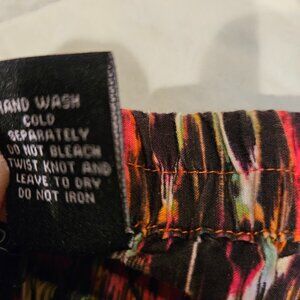 HAND WASH
COLD
SEPARATELY
DO NOT BLEACH
TWIST KNOT AND
LEAVE TO DRY
DO NOT IRON